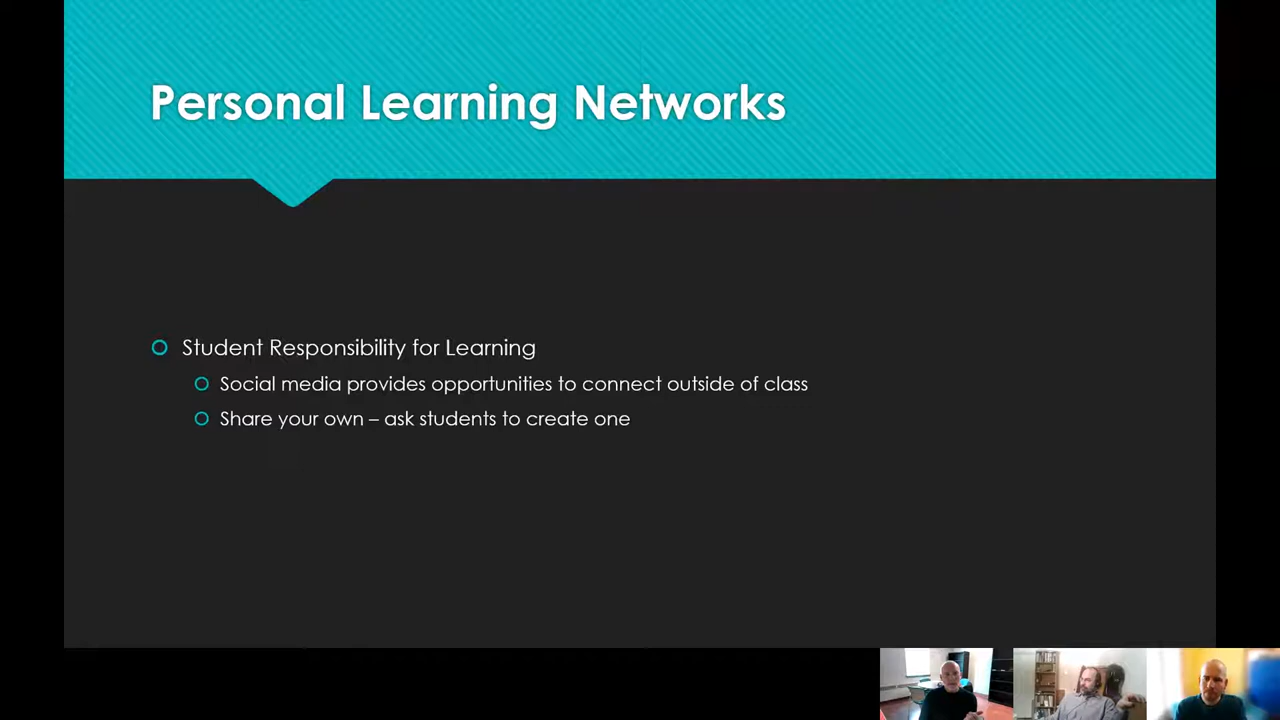 Personal Learning Networks
Student Responsibility for Learning
Social media provides opportunities to connect outside of class
Share your own – ask students to create one